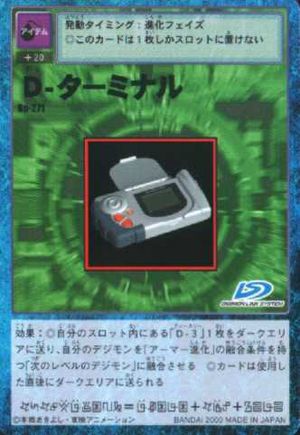 発動タイミング：進化フェイズ
アイテム
◇このカードは１枚しかスロットに置けない
+20
D-ターミナル
Bo-271
DIGIMON LINK SYSTEM
効果：◇自分のスロット内にある「D-3」1枚をダークエ
リアに送り、自分のデジモンを「アーマー進化」の融合条件を持
つ「次のレベルのデジモン」に融合させる ◇カードは使用し
た直後にダークエリアに送られる
©本郷あきよし・東映アニメーション
BANDAI 2000 MADE IN JAPAN